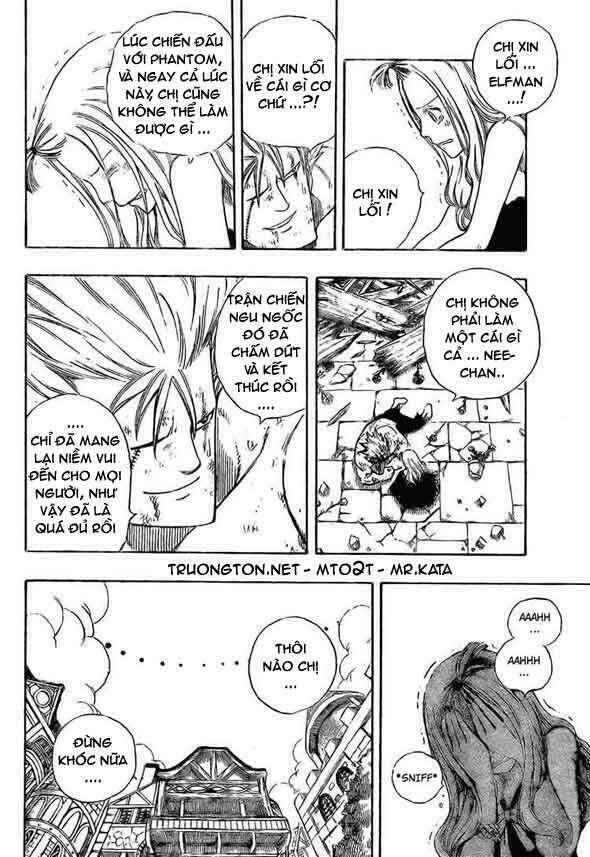 CHỊ XIN
LỖI ...
ELFMAN
...!
CHỊ XIN
LỖI !
CHỊ XIN LỖI
VỀ CÁI GÌ CƠ
CHỨ ...?!
LÚC CHIẾN ĐẤU
VỚI PHANTOM,
VÀ NGAY CẢ LÚC
NÀY, CHỊ CŨNG
KHÔNG THỂ LÀM
ĐƯỢC GÌ ...
CHỊ KHÔNG
PHẢI LÀM
MỘT CÁI GÌ
CẢ ... NEE-
CHAN..
TRẬN CHIẾN
NGU NGỐC
ĐÓ ĐÃ
CHẤM DỨT
VÀ KẾT
THÚC RỒI
....
....
CHỈ ĐÃ MANG
LẠI NIỀM VUI
ĐẾN CHO MỌI
NGƯỜI, NHƯ
VẬY ĐÃ LÀ
QUÁ ĐỦ RỒI
TRUONGTON.NET - MTO2T - MR.KATA
AAAHH
...
AAHHH
...
*SNIFF*
THÔI
NÀO CHỊ
...
ĐỪNG
KHÓC NỮA
....